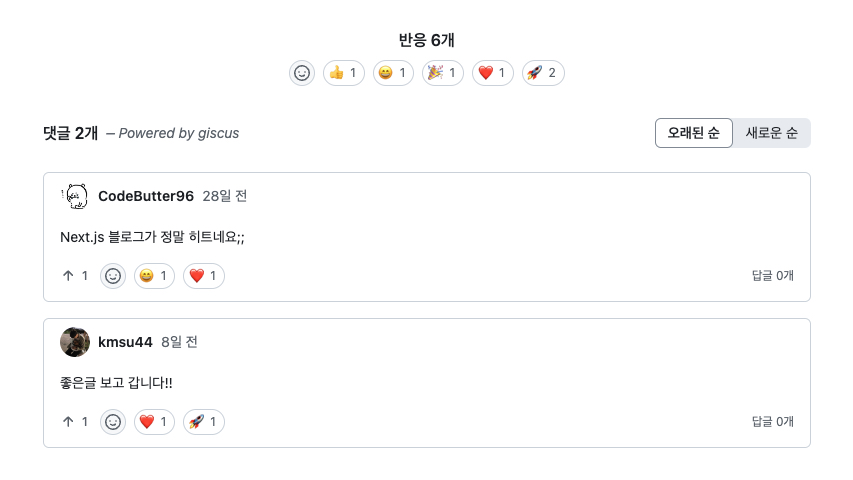 반응 6개
👍 1 😄 1 🎉 1 ❤️ 1 🚀 2
댓글 2개 – Powered by giscus
오래된 순 새로운 순
CodeButter96 28일 전
Next.js 블로그가 정말 히트네요;;
↑ 1 😄 1 ❤️ 1 답글 0개
kmsu44 8일 전
좋은글 보고 갑니다!!
↑ 1 ❤️ 1 🚀 1 답글 0개